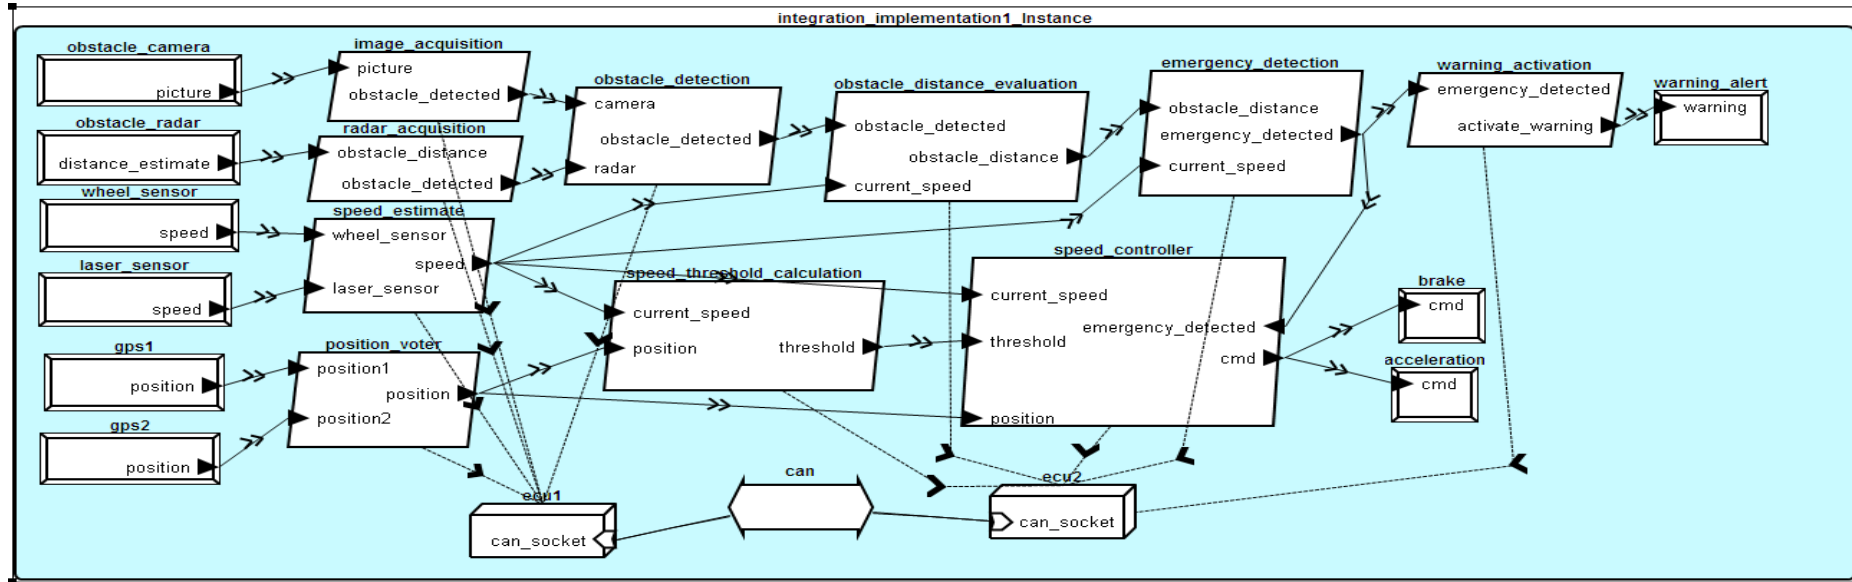 integration_implementation1_Instance
obstacle_camera
picture
image_acquisition
picture
obstacle_detected
obstacle_detection
camera
obstacle_detected
radar
obstacle_distance_evaluation
obstacle_detected
obstacle_distance
current_speed
emergency_detection
obstacle_distance
emergency_detected
current_speed
warning_activation
emergency_detected
activate_warning
warning_alert
warning
obstacle_radar
distance_estimate
radar_acquisition
obstacle_distance
obstacle_detected
wheel_sensor
speed
speed_estimate
wheel_sensor
speed
laser_sensor
laser_sensor
speed
speed_threshold_calculation
current_speed
position
threshold
speed_controller
current_speed
emergency_detected
threshold
cmd
position
brake
cmd
acceleration
cmd
gps1
position
position_voter
position1
position
position2
gps2
position
ecu1
can_socket
can
ecu2
can_socket